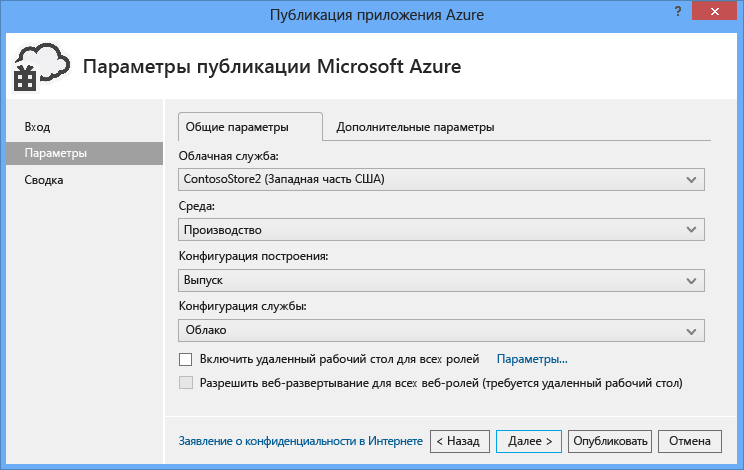 Публикация приложения Azure
?
Параметры публикации Microsoft Azure
Вход
Параметры
Сводка
Общие параметры
Дополнительные параметры
Облачная служба:
ContosoStore2 (Западная часть США)
Среда:
Производство
Конфигурация построения:
Выпуск
Конфигурация службы:
Облако
Включить удаленный рабочий стол для всех ролей Параметры...
Разрешить веб-развертывание для всех веб-ролей (требуется удаленный рабочий стол)
Заявление о конфиденциальности в Интернете
< Назад
Далее >
Опубликовать
Отмена